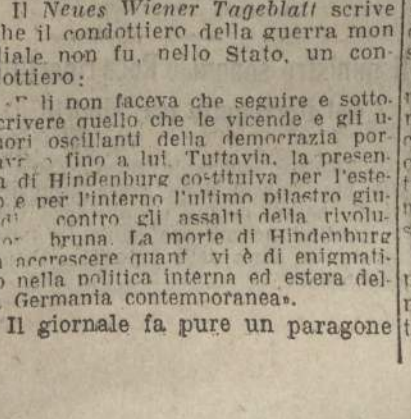 Il Neues Wiener Tageblatt scrive
he il condottiero della guerra mon
diale non fu, nello Stato, un con-
ottiero:
li non faceva che seguire e sotto-
crivere quello che le vicende e gli u-
ori oscillanti della democrazia por-
fino a lui. Tuttavia, la presen-
a di Hindenburg costituiva per l'este-
o e per l'interno l'ultimo pilastro giu-
contro gli assalti della rivolu-
bruna. La morte di Hindenburg
accrescere quant vi è di enigmati-
o nella politica interna ed estera del-
Germania contemporanea».
Il giornale fa pure un paragone